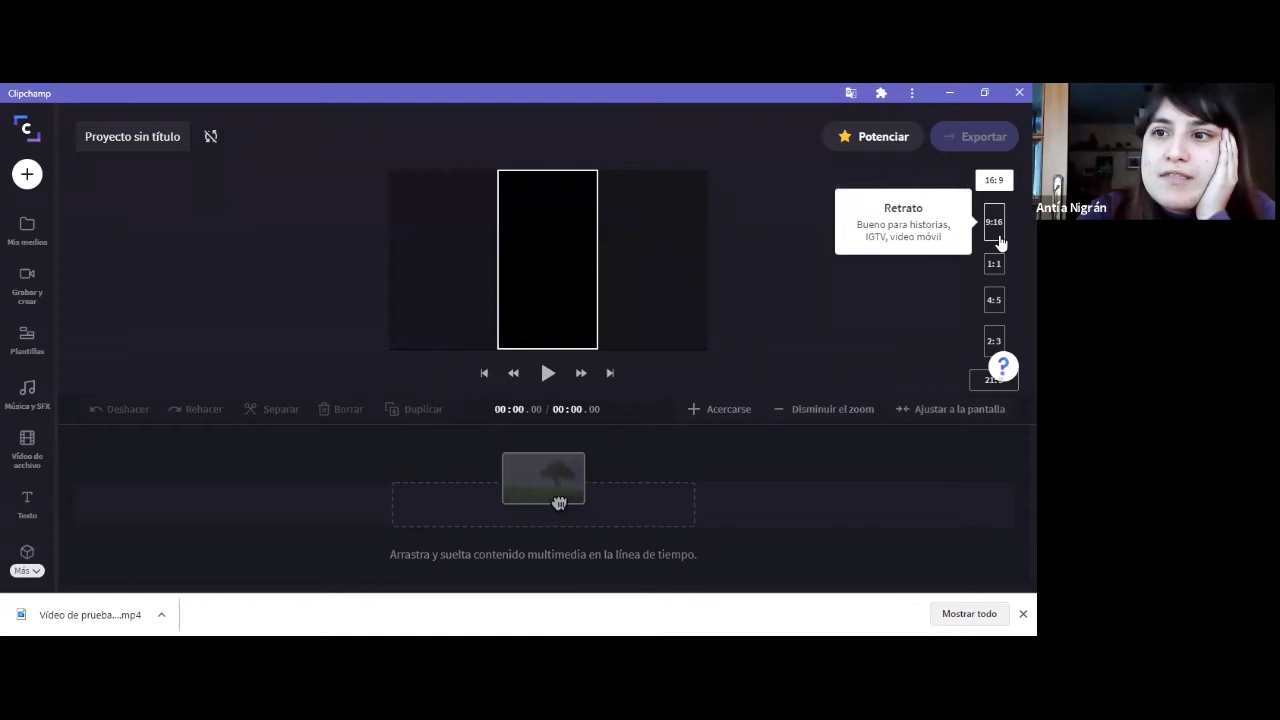 Clipchamp
Proyecto sin título
Potenciar
Exportar
16:9
Retrato
Bueno para historias,
IGTV, video móvil
9:16
1:1
4:5
2:3
?
Mis medios
Grabar y
crear
Plantillas
Música y SFX
Vídeo de
archivo
Texto
Más
Deshacer
Rehacer
Separar
Borrar
Duplicar
00:00.00 / 00:00.00
Acercarse
Disminuir el zoom
Ajustar a la pantalla
Arrastra y suelta contenido multimedia en la línea de tiempo.
Vídeo de prueba....mp4
Mostrar todo
Antía Nigrán